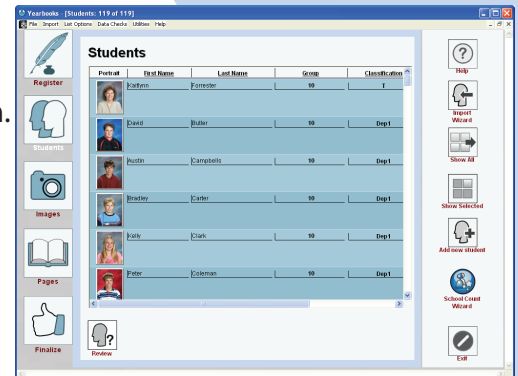 Yearbooks - [Students: 119 of 119]
File Import List Options Data Checks Utilities Help
n.
Register
Students
Images
Pages
Finalize
Students
Portrait First Name Last Name Group Classification
Kaitlynn Forrester 10 T
David Butler 10 Dep1
Austin Campbells 10 Dep1
Bradley Carter 10 Dep1
Kelly Clark 10 Dep1
Peter Coleman 10 Dep1
Review
Help
Import
Wizard
Show All
Show Selected
Add new student
School Count
Wizard
Exit